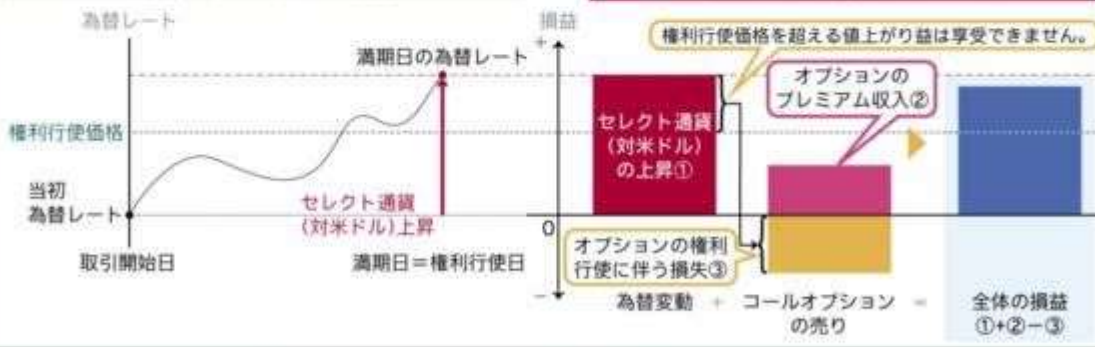 為替レート
満期日の為替レート
権利行使価格
当初
為替レート
セレクト通貨
(対米ドル)上昇
取引開始日
満期日＝権利行使日
損益
+
0
−
権利行使価格を超える値上がり益は享受できません。
オプションの
プレミアム収入②
セレクト通貨
(対米ドル)
の上昇①
オプションの権利
行使に伴う損失③
為替変動 + コールオプション = 全体の損益
の売り ①+②−③